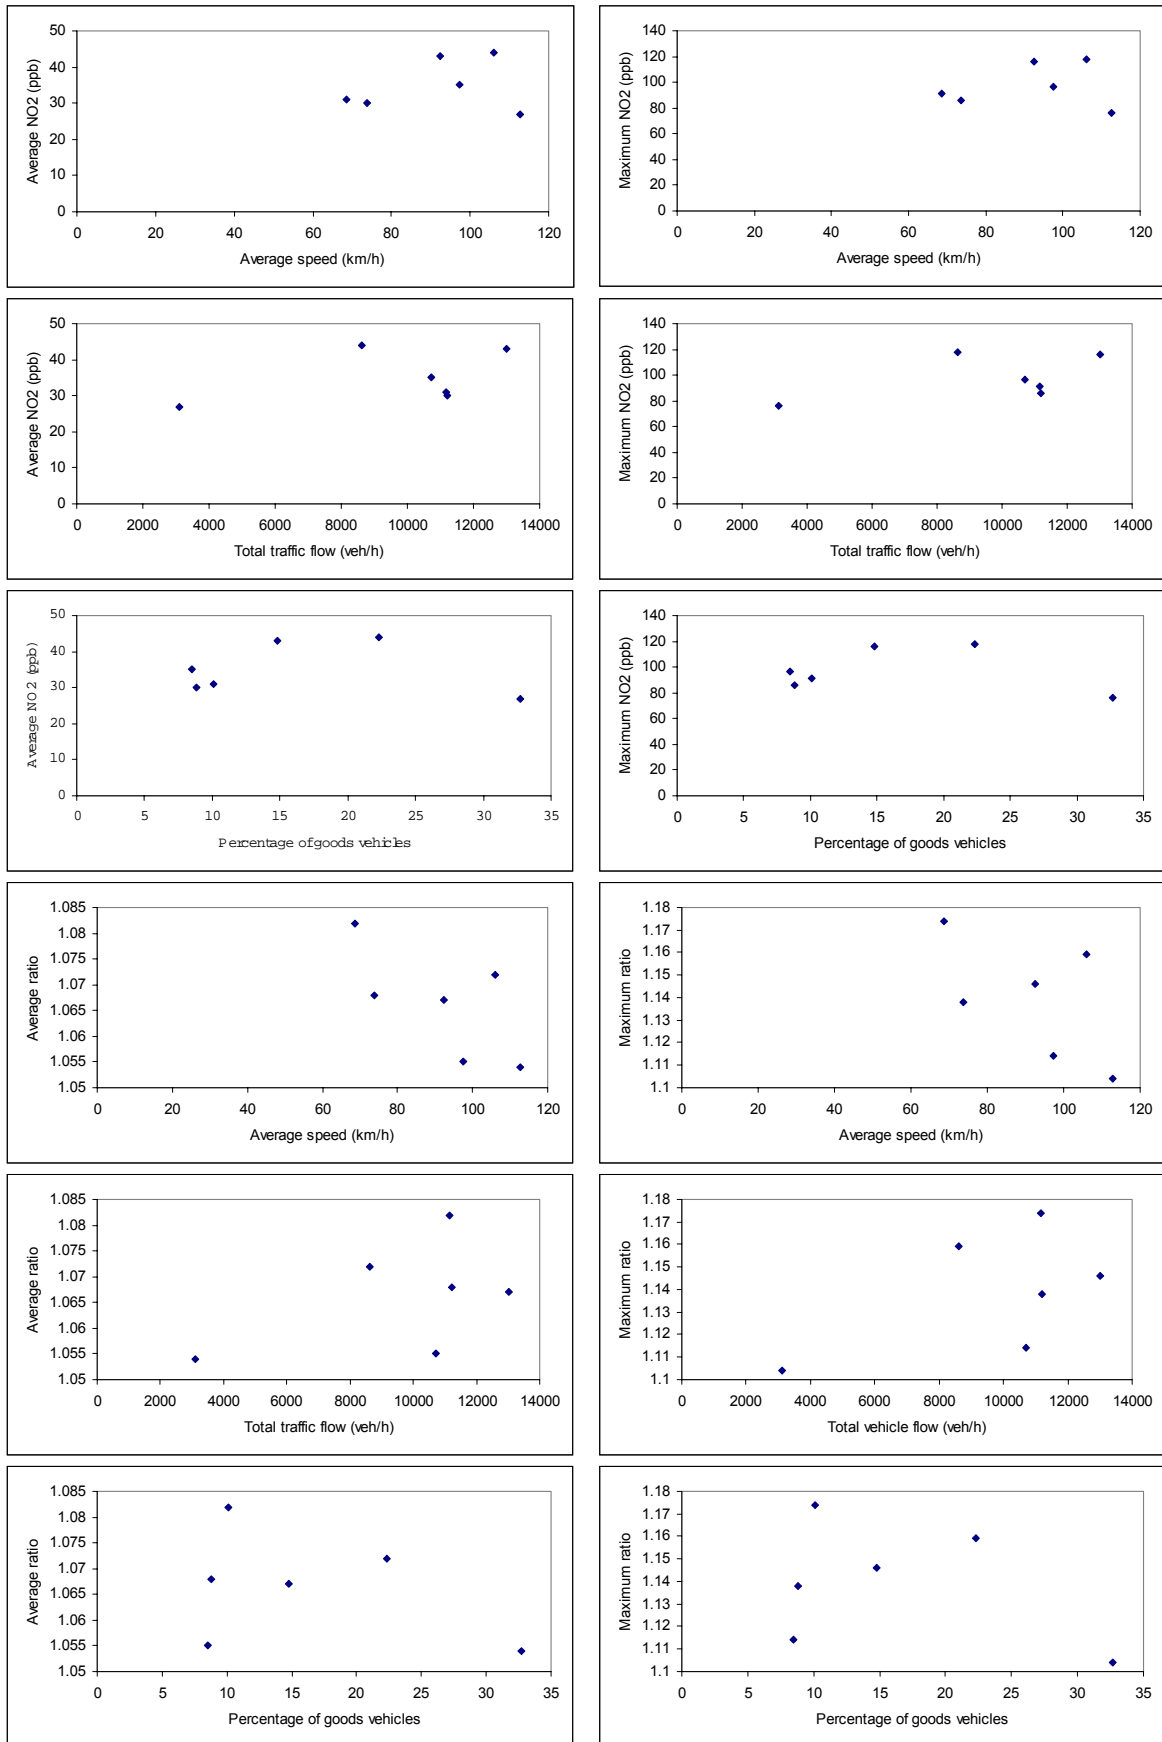 50
40
30
20
10
0
Average NO2 (ppb)
0 20 40 60 80 100 120
Average speed (km/h)
140
120
100
80
60
40
20
0
Maximum NO2 (ppb)
0 20 40 60 80 100 120
Average speed (km/h)
50
40
30
20
10
0
Average NO2 (ppb)
0 2000 4000 6000 8000 10000 12000 14000
Total traffic flow (veh/h)
140
120
100
80
60
40
20
0
Maximum NO2 (ppb)
0 2000 4000 6000 8000 10000 12000 14000
Total traffic flow (veh/h)
50
40
30
20
10
0
Average NO2 (ppb)
0 5 10 15 20 25 30 35
Percentage of goods vehicles
140
120
100
80
60
40
20
0
Maximum NO2 (ppb)
0 5 10 15 20 25 30 35
Percentage of goods vehicles
1.085
1.08
1.075
1.07
1.065
1.06
1.055
1.05
Average ratio
0 20 40 60 80 100 120
Average speed (km/h)
1.18
1.17
1.16
1.15
1.14
1.13
1.12
1.11
1.1
Maximum ratio
0 20 40 60 80 100 120
Average speed (km/h)
1.085
1.08
1.075
1.07
1.065
1.06
1.055
1.05
Average ratio
0 2000 4000 6000 8000 10000 12000 14000
Total traffic flow (veh/h)
1.18
1.17
1.16
1.15
1.14
1.13
1.12
1.11
1.1
Maximum ratio
0 2000 4000 6000 8000 10000 12000 14000
Total vehicle flow (veh/h)
1.085
1.08
1.075
1.07
1.065
1.06
1.055
1.05
Average ratio
0 5 10 15 20 25 30 35
Percentage of goods vehicles
1.18
1.17
1.16
1.15
1.14
1.13
1.12
1.11
1.1
Maximum ratio
0 5 10 15 20 25 30 35
Percentage of goods vehicles